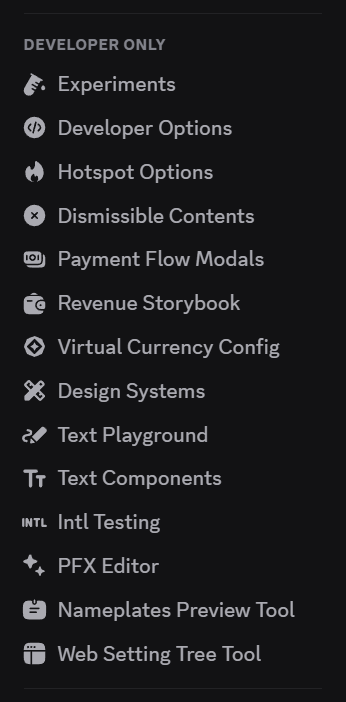 DEVELOPER ONLY
Experiments
Developer Options
Hotspot Options
Dismissible Contents
Payment Flow Modals
Revenue Storybook
Virtual Currency Config
Design Systems
Text Playground
Tt Text Components
INTL Intl Testing
PFX Editor
Nameplates Preview Tool
Web Setting Tree Tool